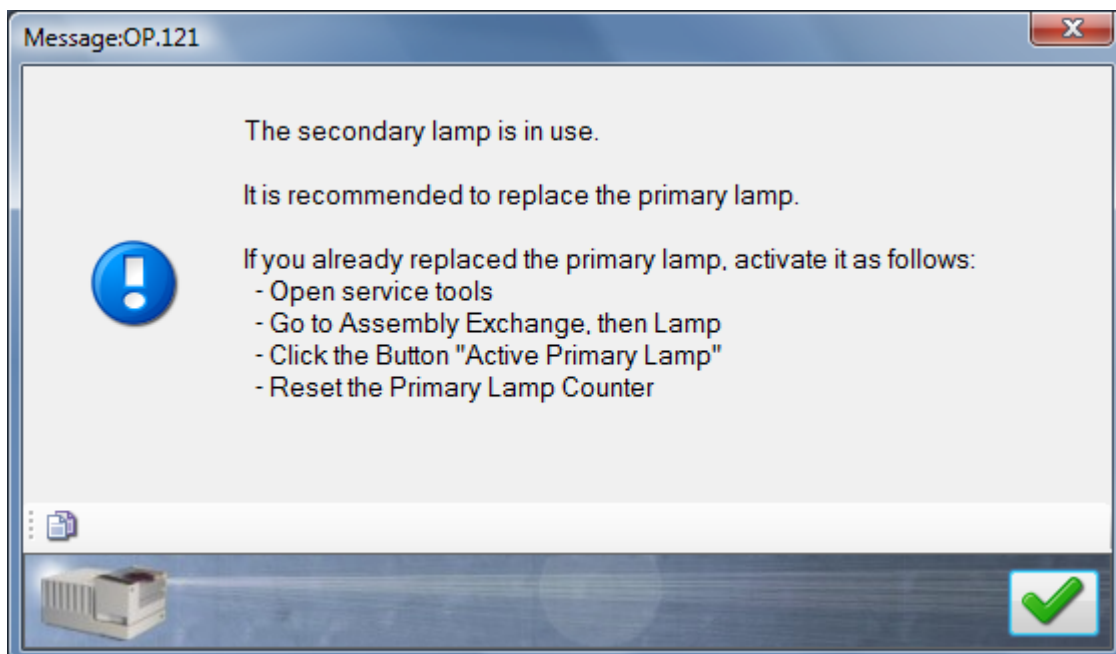 Message:OP.121
The secondary lamp is in use.
It is recommended to replace the primary lamp.
If you already replaced the primary lamp, activate it as follows:
- Open service tools
- Go to Assembly Exchange, then Lamp
- Click the Button "Active Primary Lamp"
- Reset the Primary Lamp Counter